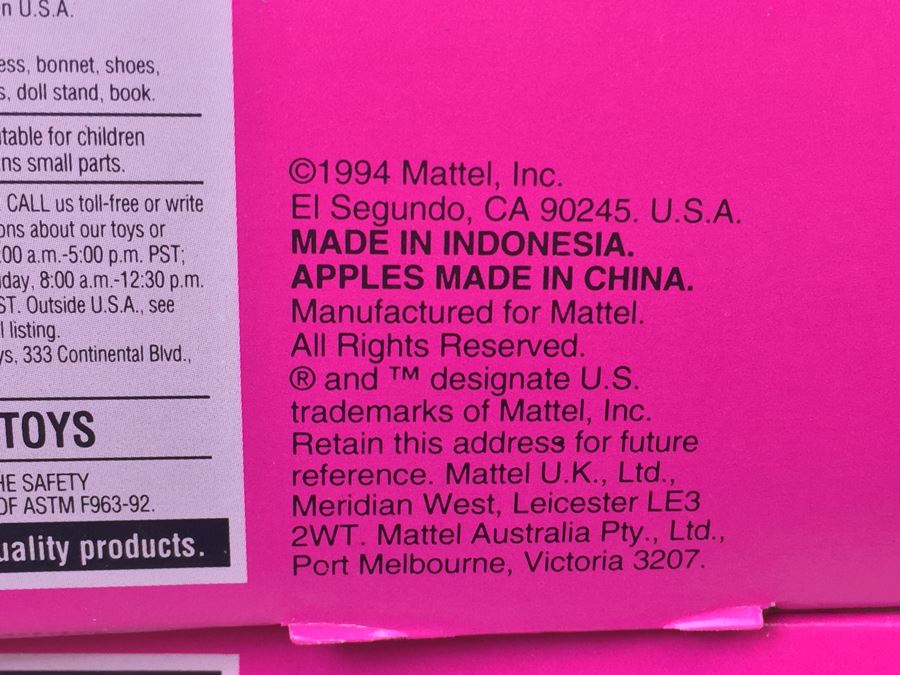 n U.S.A.
ess, bonnet, shoes,
s, doll stand, book.
table for children
ns small parts.
CALL us toll-free or write
ons about our toys or
:00 a.m.-5:00 p.m. PST;
day, 8:00 a.m.-12:30 p.m.
ST. Outside U.S.A., see
l listing.
ys, 333 Continental Blvd.,
TOYS
HE SAFETY
OF ASTM F963-92.
uality products.
©1994 Mattel, Inc.
El Segundo, CA 90245. U.S.A.
MADE IN INDONESIA.
APPLES MADE IN CHINA.
Manufactured for Mattel.
All Rights Reserved.
® and ™ designate U.S.
trademarks of Mattel, Inc.
Retain this address for future
reference. Mattel U.K., Ltd.,
Meridian West, Leicester LE3
2WT. Mattel Australia Pty., Ltd.,
Port Melbourne, Victoria 3207.